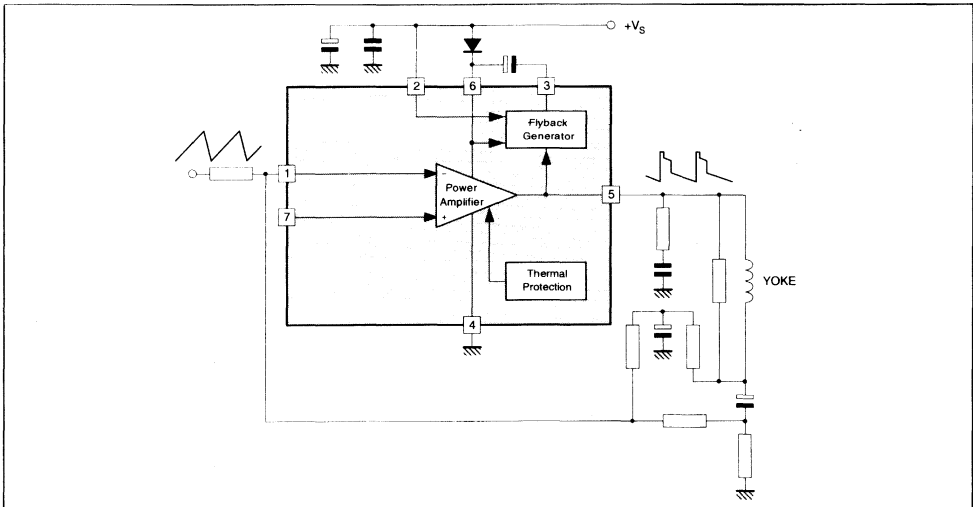 +VS
2
6
3
Flyback
Generator
1
−
Power
Amplifier
5
7
+
YOKE
Thermal
Protection
4